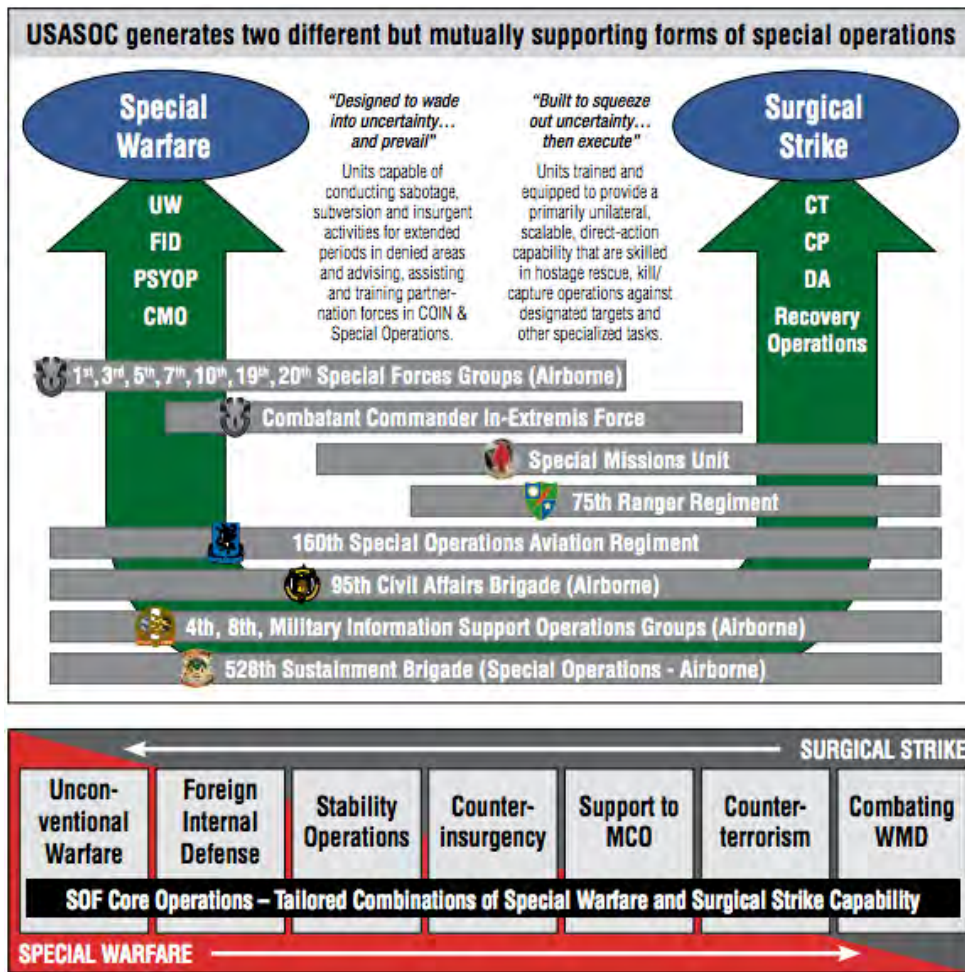 USASOC generates two different but mutually supporting forms of special operations
Special
Warfare
UW
FID
PSYOP
CMO
"Designed to wade
into uncertainty…
and prevail"
Units capable of
conducting sabotage,
subversion and insurgent
activities for extended
periods in denied areas
and advising, assisting
and training partner-
nation forces in COIN &
Special Operations.
"Built to squeeze
out uncertainty…
then execute"
Units trained and
equipped to provide a
primarily unilateral,
scalable, direct-action
capability that are skilled
in hostage rescue, kill/
capture operations against
designated targets and
other specialized tasks.
Surgical
Strike
CT
CP
DA
Recovery
Operations
1st, 3rd, 5th, 7th, 10th, 19th, 20th Special Forces Groups (Airborne)
Combatant Commander In-Extremis Force
Special Missions Unit
75th Ranger Regiment
160th Special Operations Aviation Regiment
95th Civil Affairs Brigade (Airborne)
4th, 8th, Military Information Support Operations Groups (Airborne)
528th Sustainment Brigade (Special Operations - Airborne)
SURGICAL STRIKE
Uncon-
ventional
Warfare
Foreign
Internal
Defense
Stability
Operations
Counter-
insurgency
Support to
MCO
Counter-
terrorism
Combating
WMD
SOF Core Operations – Tailored Combinations of Special Warfare and Surgical Strike Capability
SPECIAL WARFARE